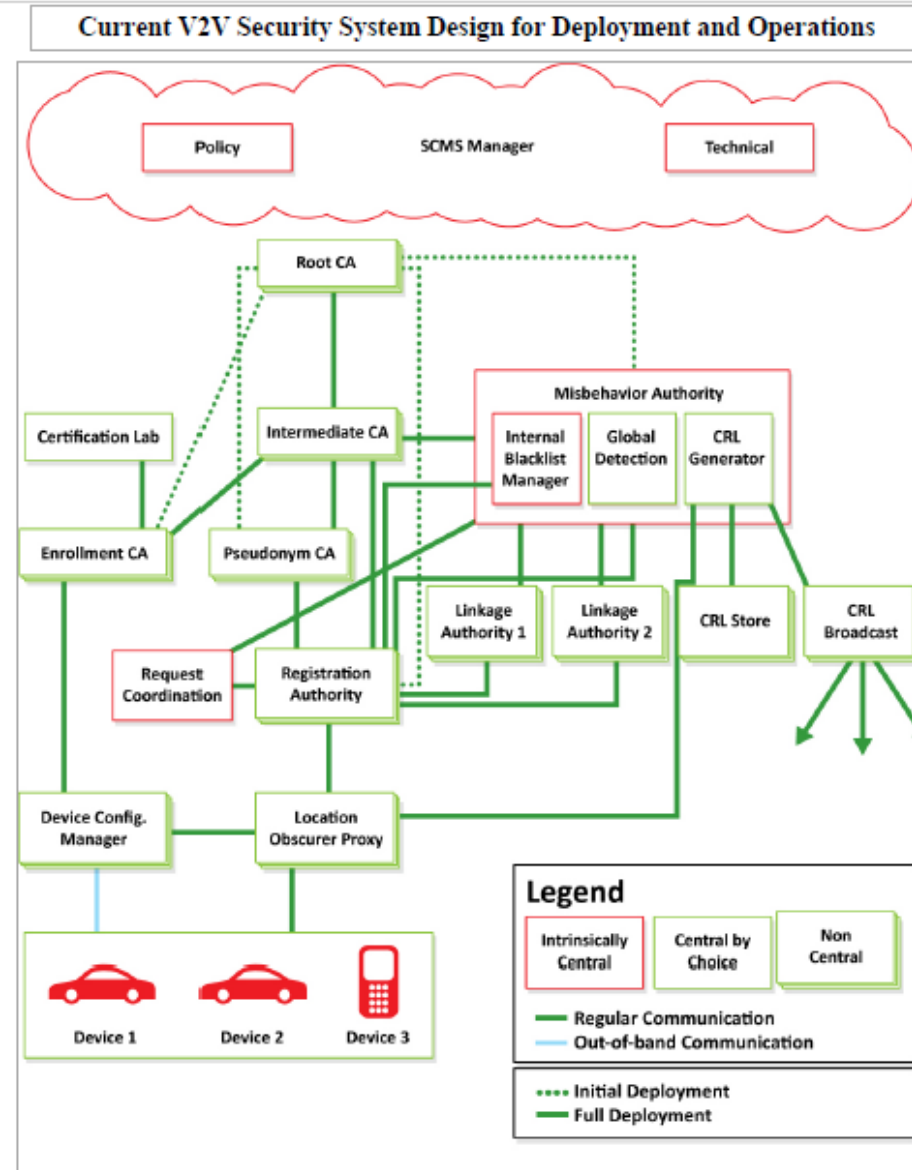 Current V2V Security System Design for Deployment and Operations
Policy
SCMS Manager
Technical
Root CA
Misbehavior Authority
Certification Lab
Intermediate CA
Internal
Blacklist
Manager
Global
Detection
CRL
Generator
Enrollment CA
Pseudonym CA
Linkage
Authority 1
Linkage
Authority 2
CRL Store
CRL
Broadcast
Request
Coordination
Registration
Authority
Device Config.
Manager
Location
Obscurer Proxy
Device 1
Device 2
Device 3
Legend
Intrinsically
Central
Central by
Choice
Non
Central
Regular Communication
Out-of-band Communication
Initial Deployment
Full Deployment